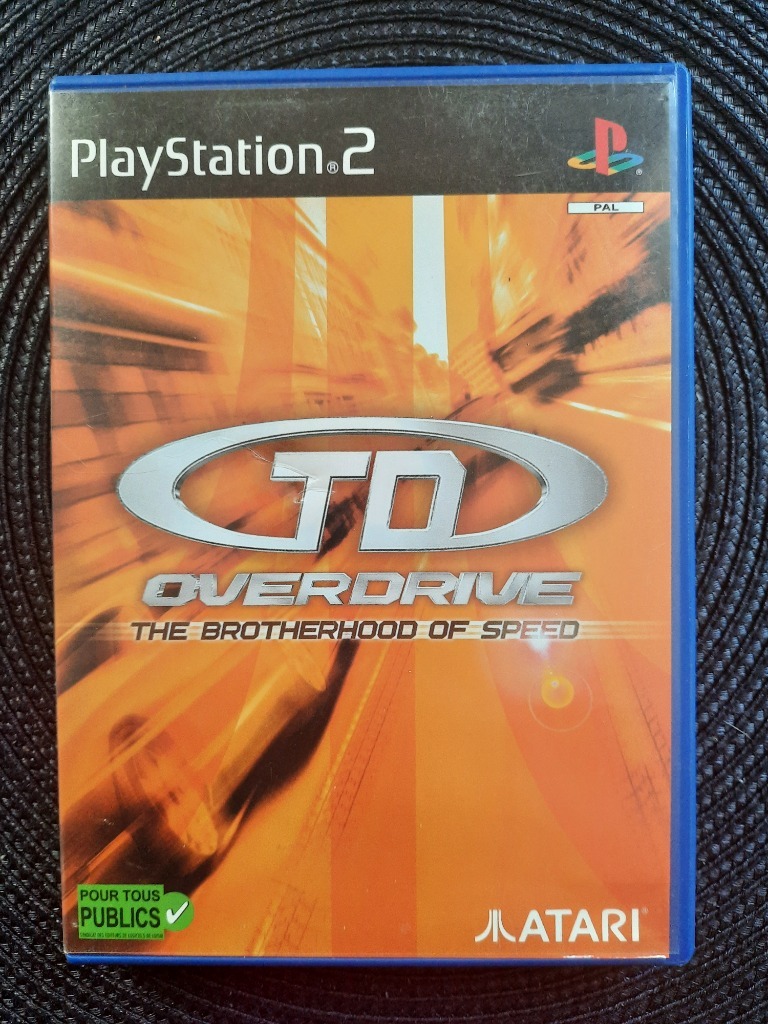 PlayStation®2
PAL
TD
OVERDRIVE
THE BROTHERHOOD OF SPEED
POUR TOUS
PUBLICS
ATARI®